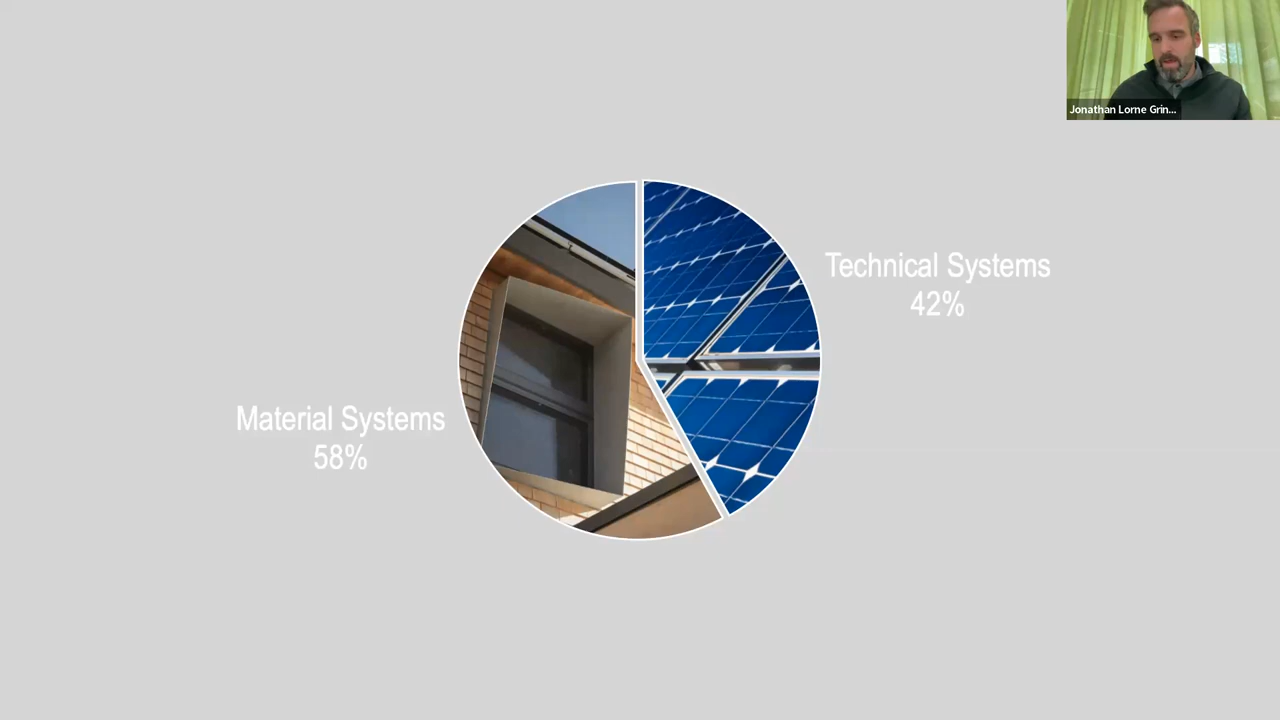 Jonathan Lorne Grin...
Technical Systems
42%
Material Systems
58%